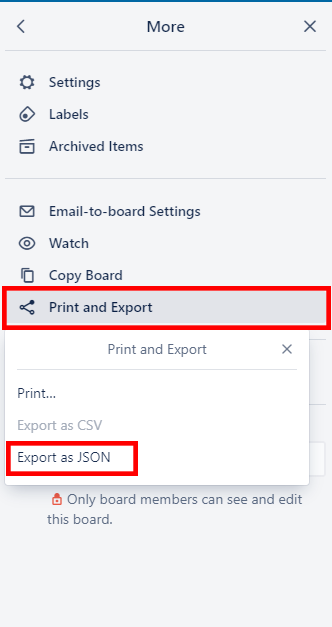 More
Settings
Labels
Archived Items
Email-to-board Settings
Watch
Copy Board
Print and Export
Print and Export
Print...
Export as CSV
Export as JSON
Only board members can see and edit
this board.